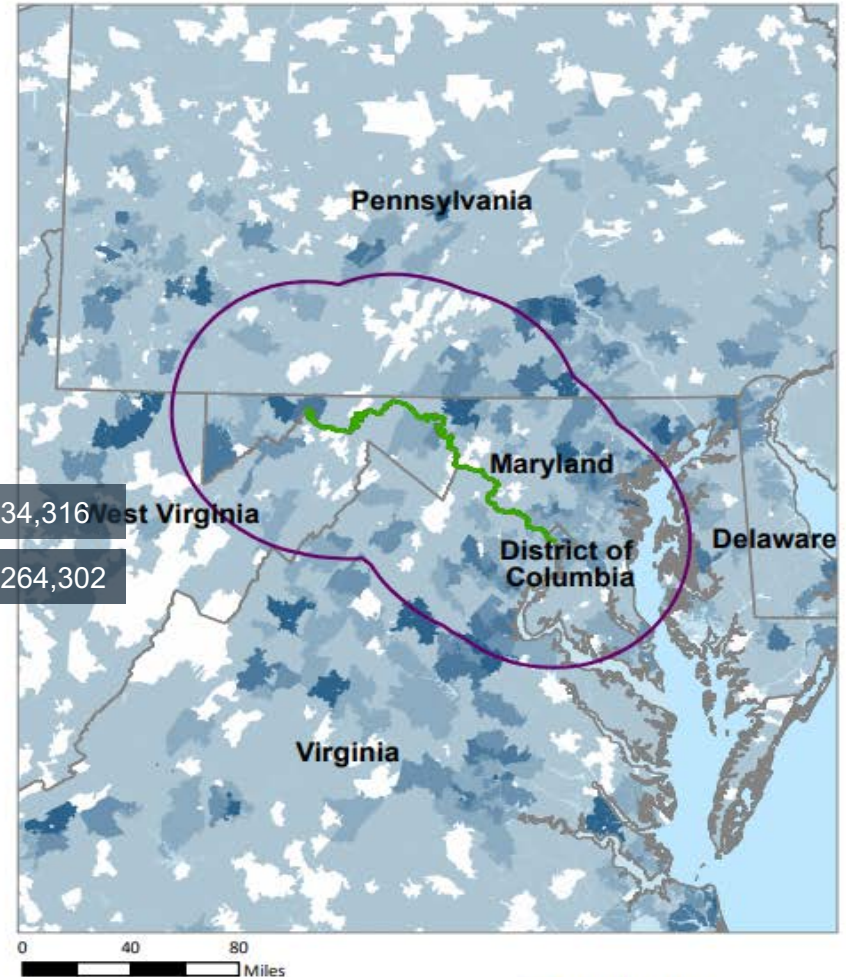 Pennsylvania
Maryland
34,316
West Virginia
District of
Columbia
Delaware
264,302
Virginia
0 40 80
Miles